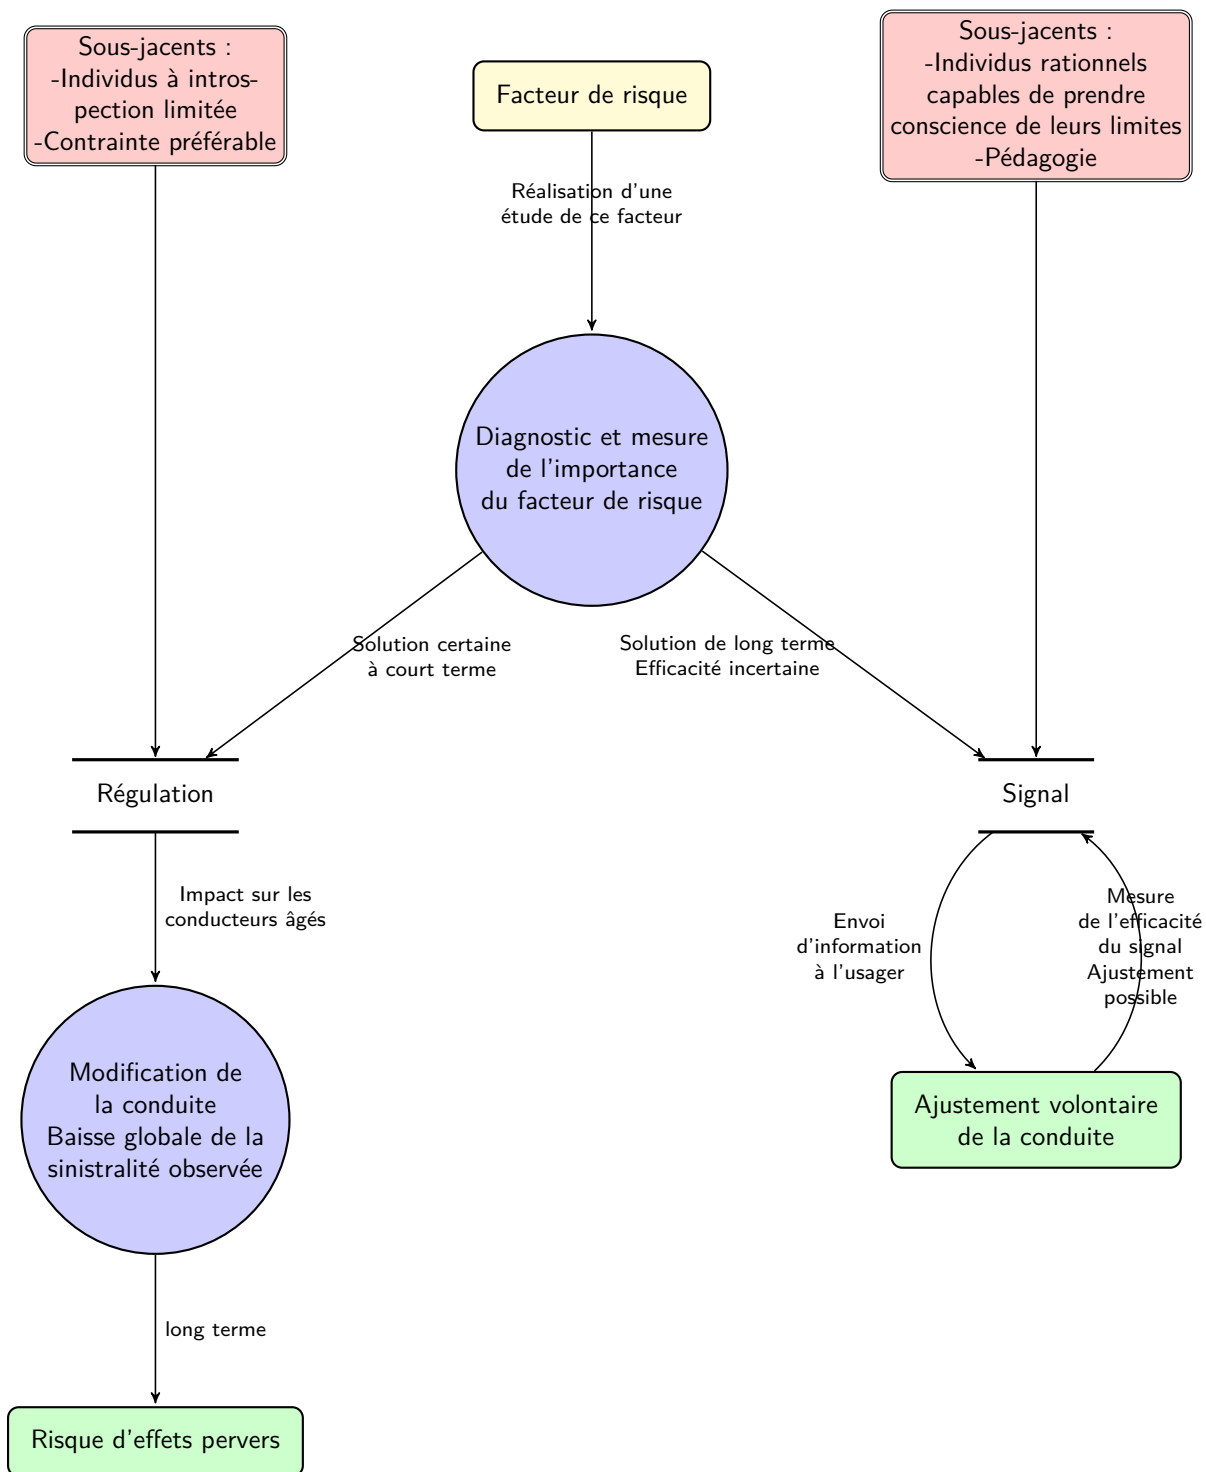 Sous-jacents :
-Individus à intros-
pection limitée
-Contrainte préférable
Facteur de risque
Sous-jacents :
-Individus rationnels
capables de prendre
conscience de leurs limites
-Pédagogie
Réalisation d'une
étude de ce facteur
Diagnostic et mesure
de l'importance
du facteur de risque
Solution certaine
à court terme
Solution de long terme
Efficacité incertaine
Régulation
Signal
Impact sur les
conducteurs âgés
Envoi
d'information
à l'usager
Mesure
de l'efficacité
du signal
Ajustement
possible
Modification de
la conduite
Baisse globale de la
sinistralité observée
Ajustement volontaire
de la conduite
long terme
Risque d'effets pervers